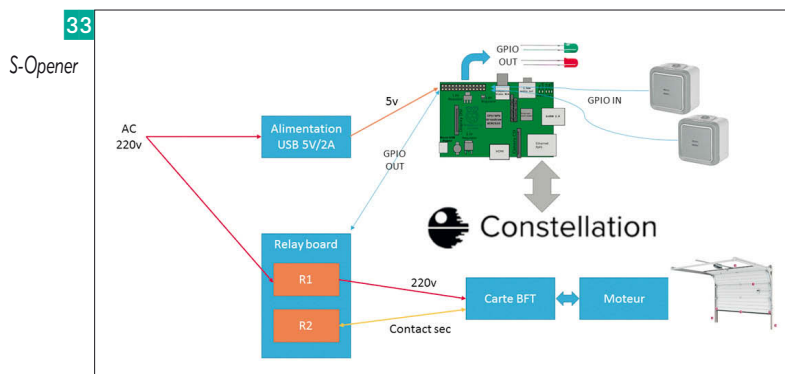 33
S-Opener
GPIO
OUT
5v
GPIO IN
AC
220v
Alimentation
USB 5V/2A
GPIO
OUT
Constellation
Relay board
R1
220v
Carte BFT
Moteur
R2
Contact sec